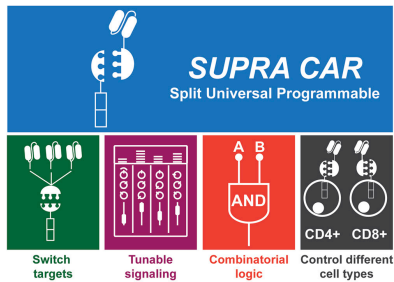 SUPRA CAR
Split Universal Programmable
A B
AND
CD4+ CD8+
Switch
targets
Tunable
signaling
Combinatorial
logic
Control different
cell types